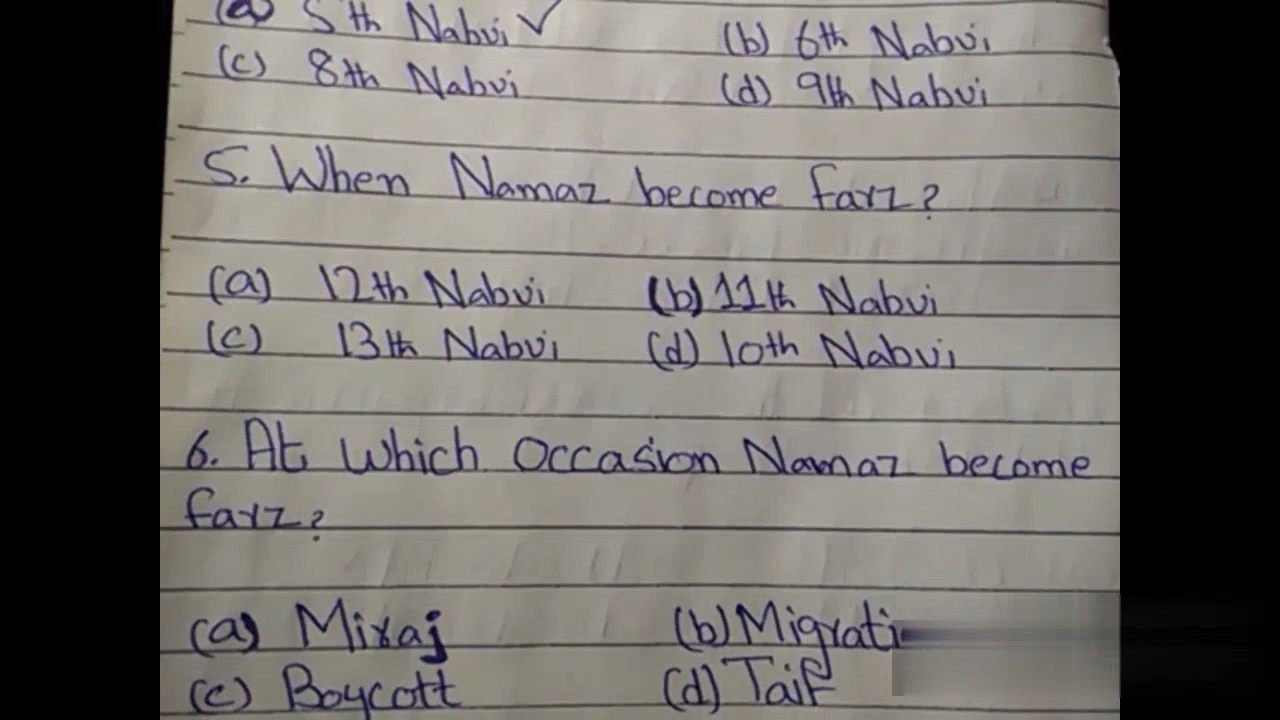 (a) 5th Nabvi ✓ (b) 6th Nabvi
(c) 8th Nabvi (d) 9th Nabvi
5. When Namaz become farz?
(a) 12th Nabvi (b) 11th Nabvi
(c) 13th Nabvi (d) 10th Nabvi
6. At which Occasion Namaz become
farz?
(a) Miraj (b) Migrati
(c) Boycott (d) Taif